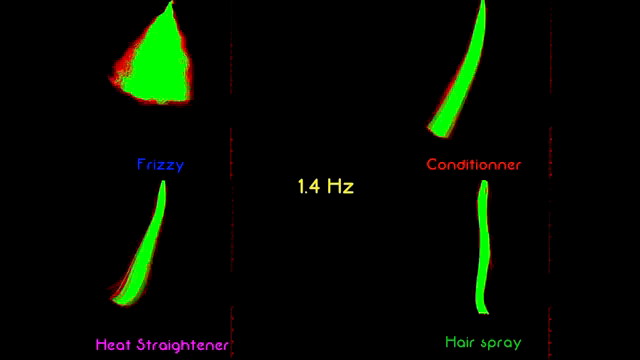 Frizzy
Conditionner
1.4 Hz
Heat Straightener
Hair spray